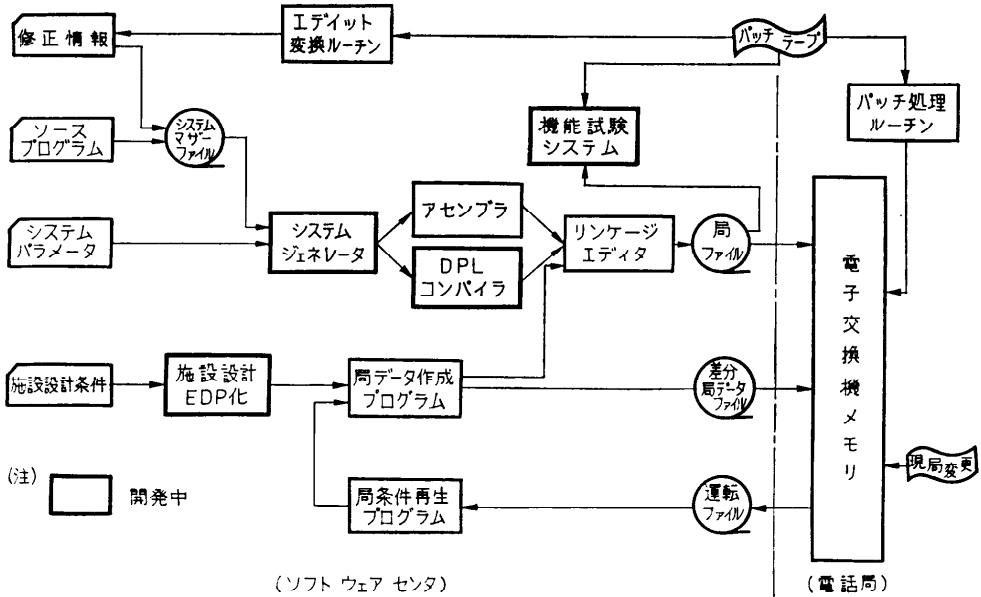 修正情報
エディット
変換ルーチン
パッチテープ
パッチ処理
ルーチン
ソース
プログラム
システム
マザー
ファイル
機能試験
システム
システム
パラメータ
システム
ジェネレータ
アセンブラ
DPL
コンパイラ
リンケージ
エディタ
局
ファイル
電子交換機メモリ
施設設計条件
施設設計
EDP化
局データ作成
プログラム
差分
局データ
ファイル
現局変更
(注)
開発中
局条件再生
プログラム
運転
ファイル
(ソフトウェアセンタ)
(電話局)